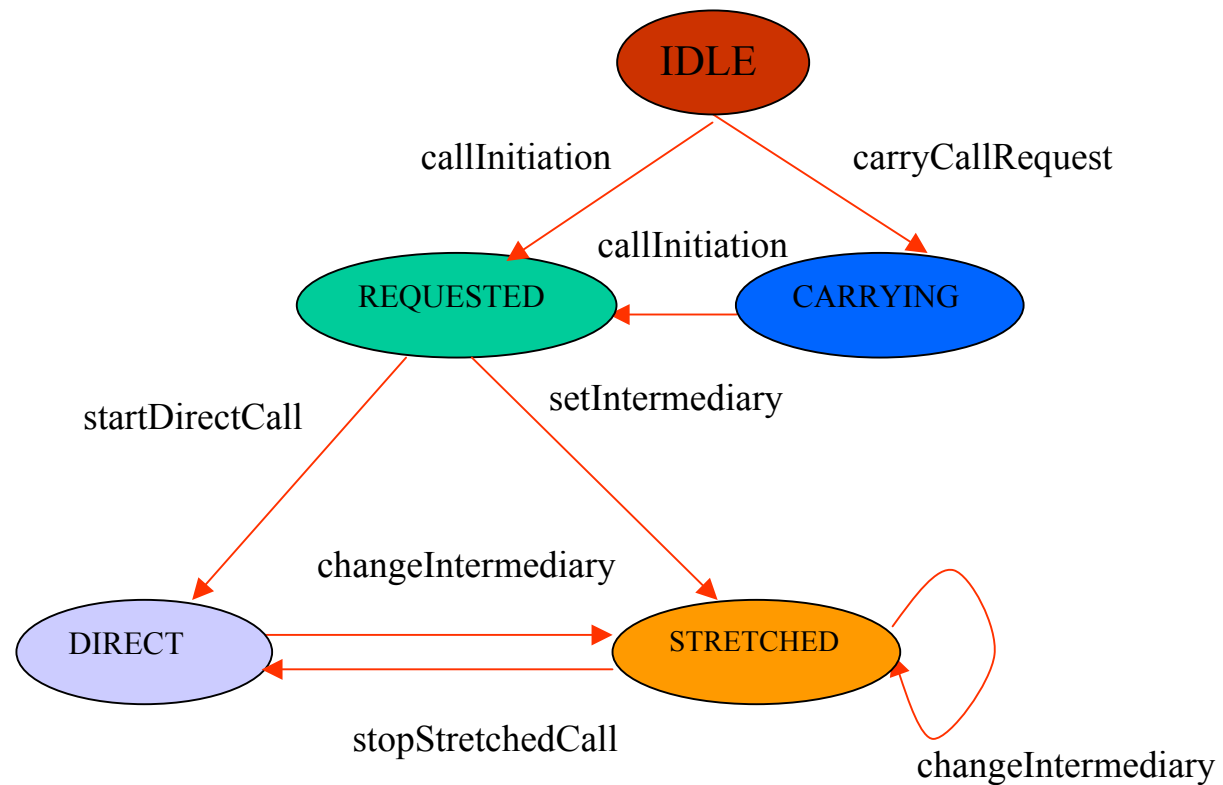 IDLE
callInitiation
carryCallRequest
callInitiation
REQUESTED
CARRYING
setIntermediary
startDirectCall
changeIntermediary
DIRECT
STRETCHED
stopStretchedCall
changeIntermediary